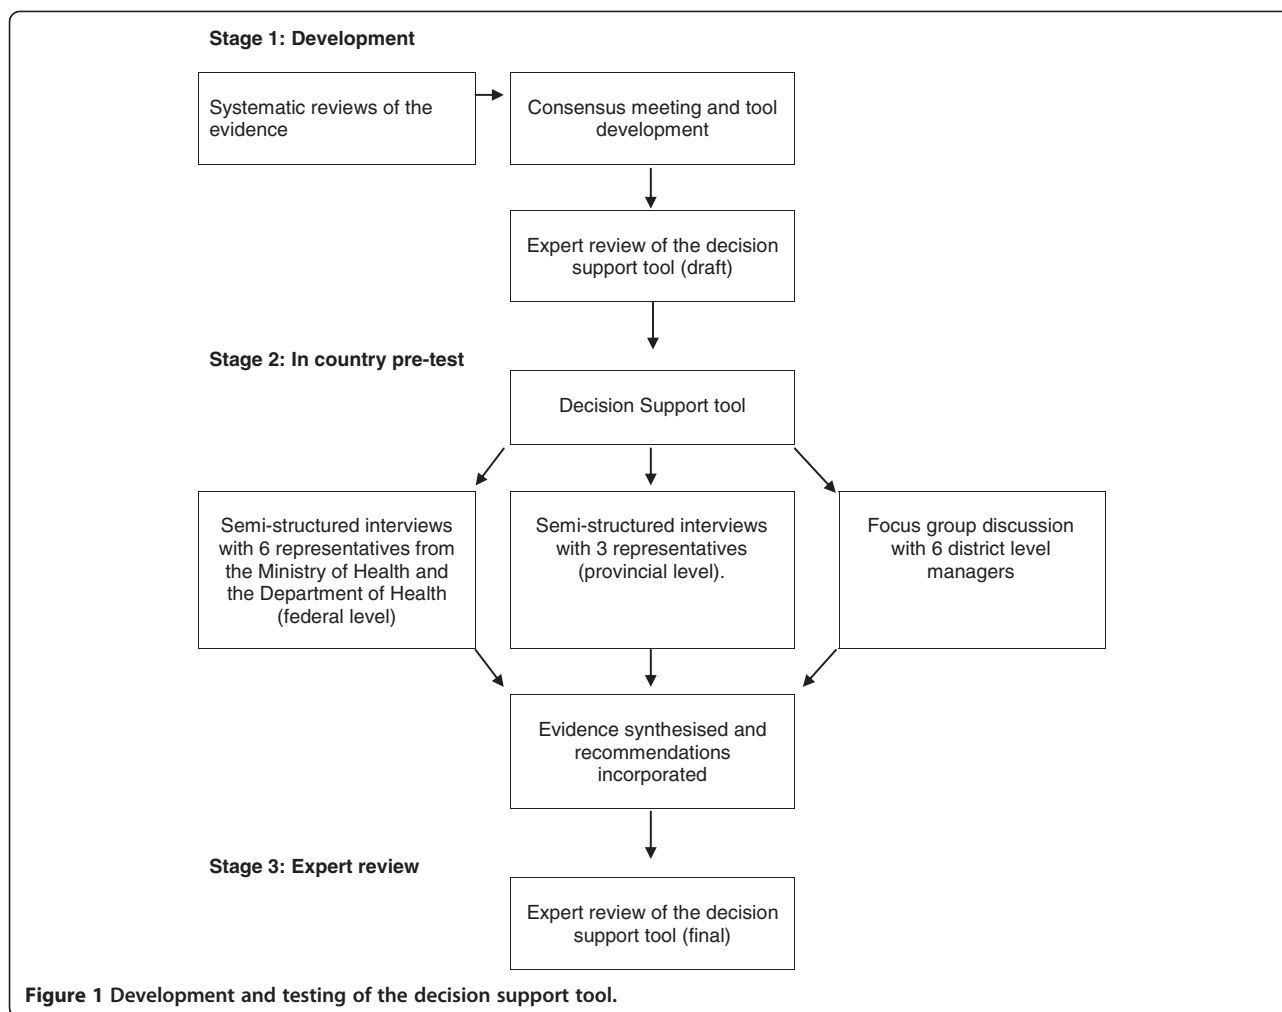 Stage 1: Development
Systematic reviews of the
evidence
Consensus meeting and tool
development
Expert review of the decision
support tool (draft)
Stage 2: In country pre-test
Decision Support tool
Semi-structured interviews
with 6 representatives from
the Ministry of Health and
the Department of Health
(federal level)
Semi-structured interviews
with 3 representatives
(provincial level).
Focus group discussion
with 6 district level
managers
Evidence synthesised and
recommendations
incorporated
Stage 3: Expert review
Expert review of the decision
support tool (final)
Figure 1 Development and testing of the decision support tool.